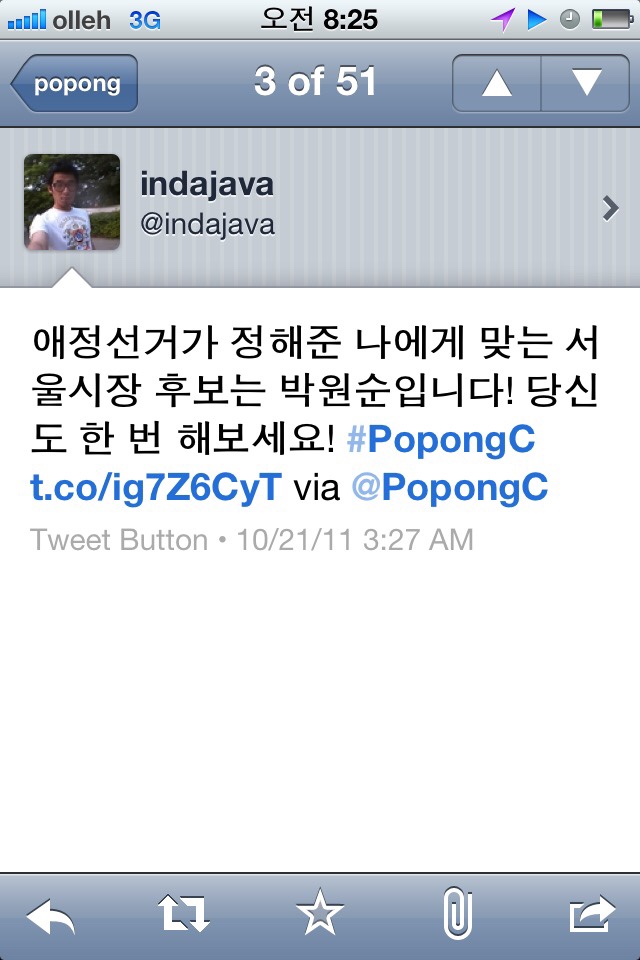 olleh 3G 오전 8:25
popong 3 of 51
indajava
@indajava
애정선거가 정해준 나에게 맞는 서
울시장 후보는 박원순입니다! 당신
도 한 번 해보세요! #PopongC
t.co/ig7Z6CyT via @PopongC
Tweet Button • 10/21/11 3:27 AM